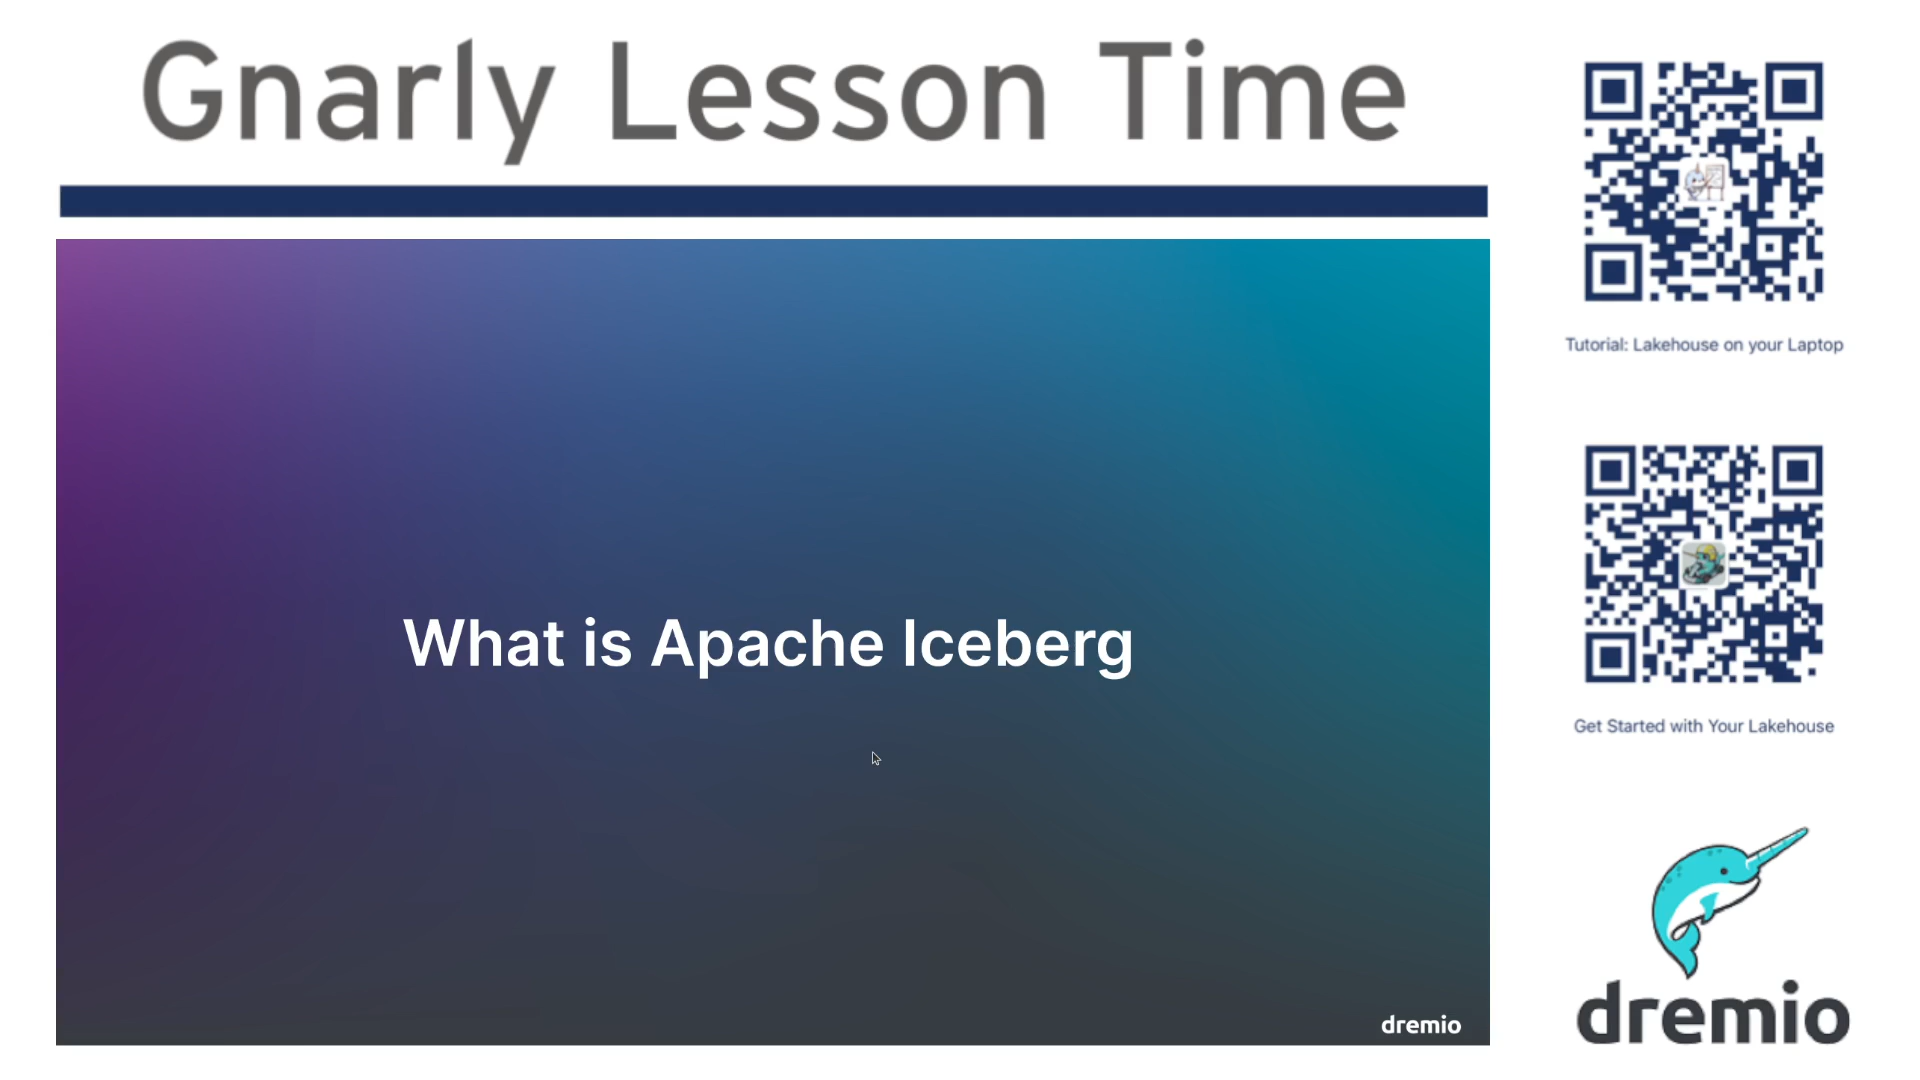 Gnarly Lesson Time
What is Apache Iceberg
dremio
Tutorial: Lakehouse on your Laptop
Get Started with Your Lakehouse
dremio